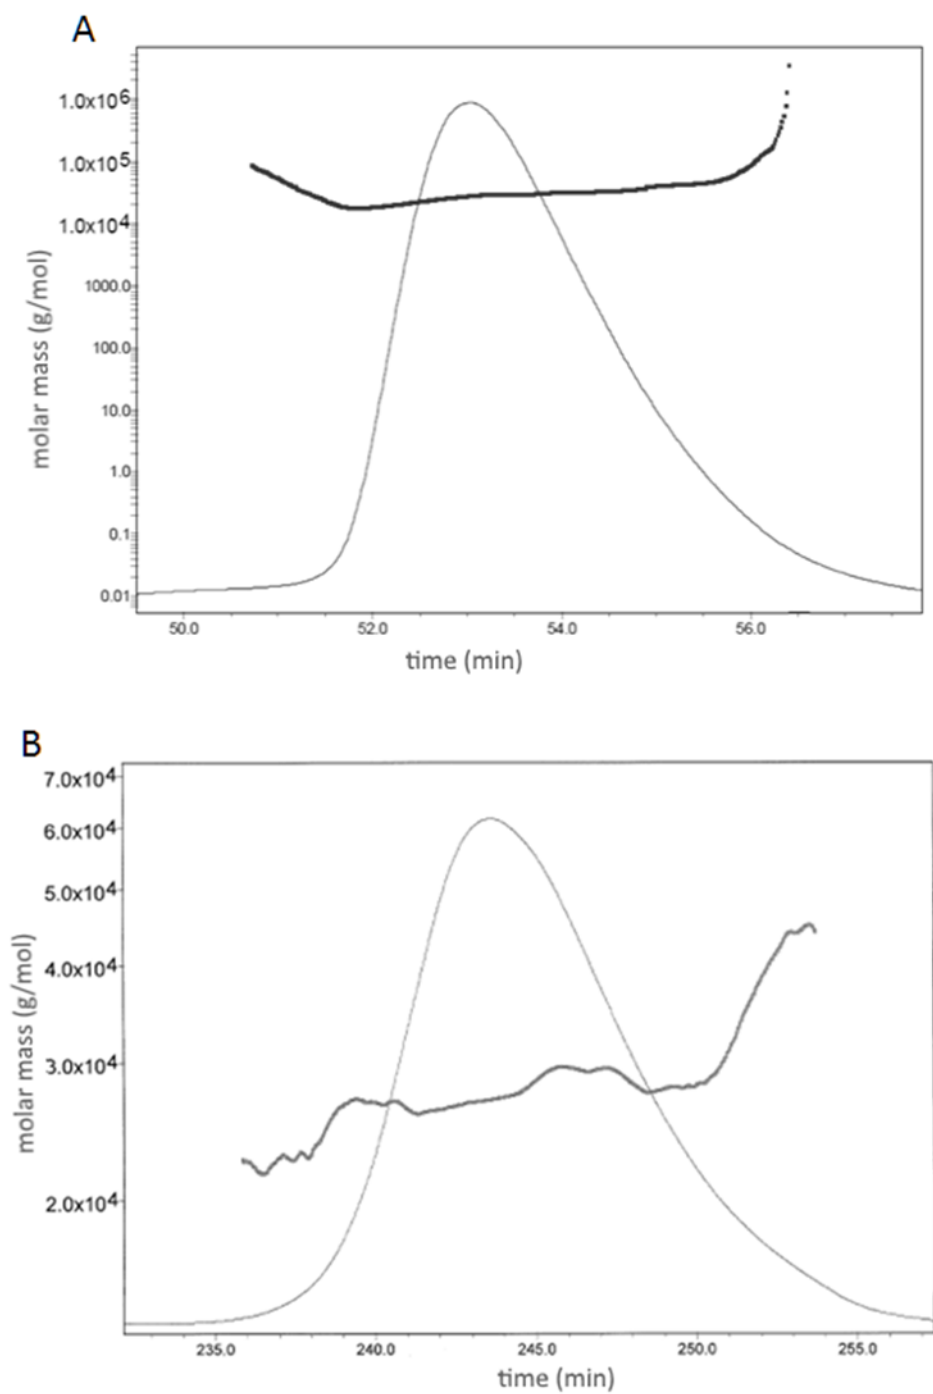 A
1.0x10⁶
1.0x10⁵
1.0x10⁴
1000.0
100.0
10.0
1.0
0.1
0.01
molar mass (g/mol)
50.0 52.0 54.0 56.0
time (min)
B
7.0x10⁴
6.0x10⁴
5.0x10⁴
4.0x10⁴
3.0x10⁴
2.0x10⁴
molar mass (g/mol)
235.0 240.0 245.0 250.0 255.0
time (min)